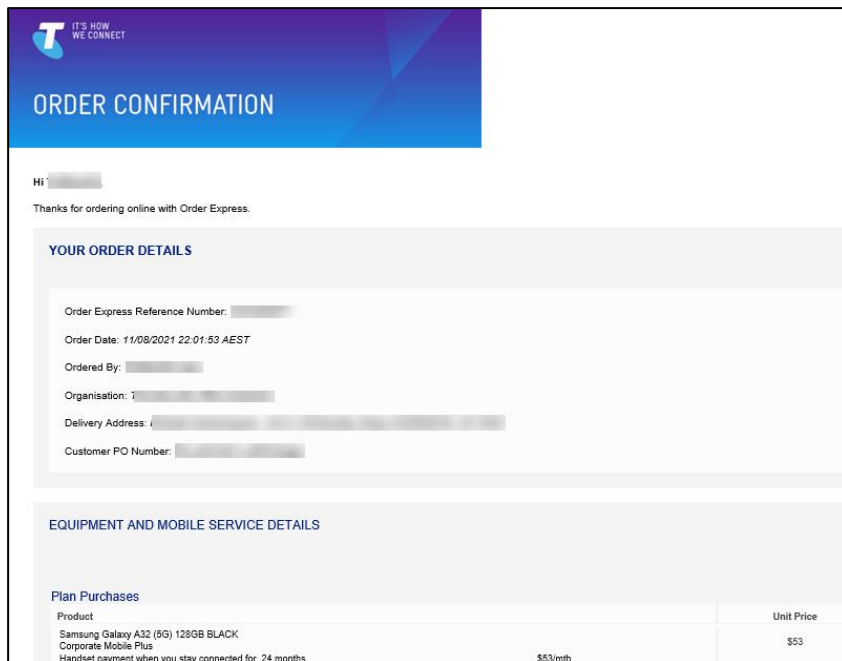 IT'S HOW
WE CONNECT
ORDER CONFIRMATION
Hi
Thanks for ordering online with Order Express.
YOUR ORDER DETAILS
Order Express Reference Number:
Order Date: 11/08/2021 22:01:53 AEST
Ordered By:
Organisation:
Delivery Address:
Customer PO Number:
EQUIPMENT AND MOBILE SERVICE DETAILS
Plan Purchases
Product Unit Price
Samsung Galaxy A32 (5G) 128GB BLACK
Corporate Mobile Plus $53
Handset payment when you stay connected for 24 months $53/mth